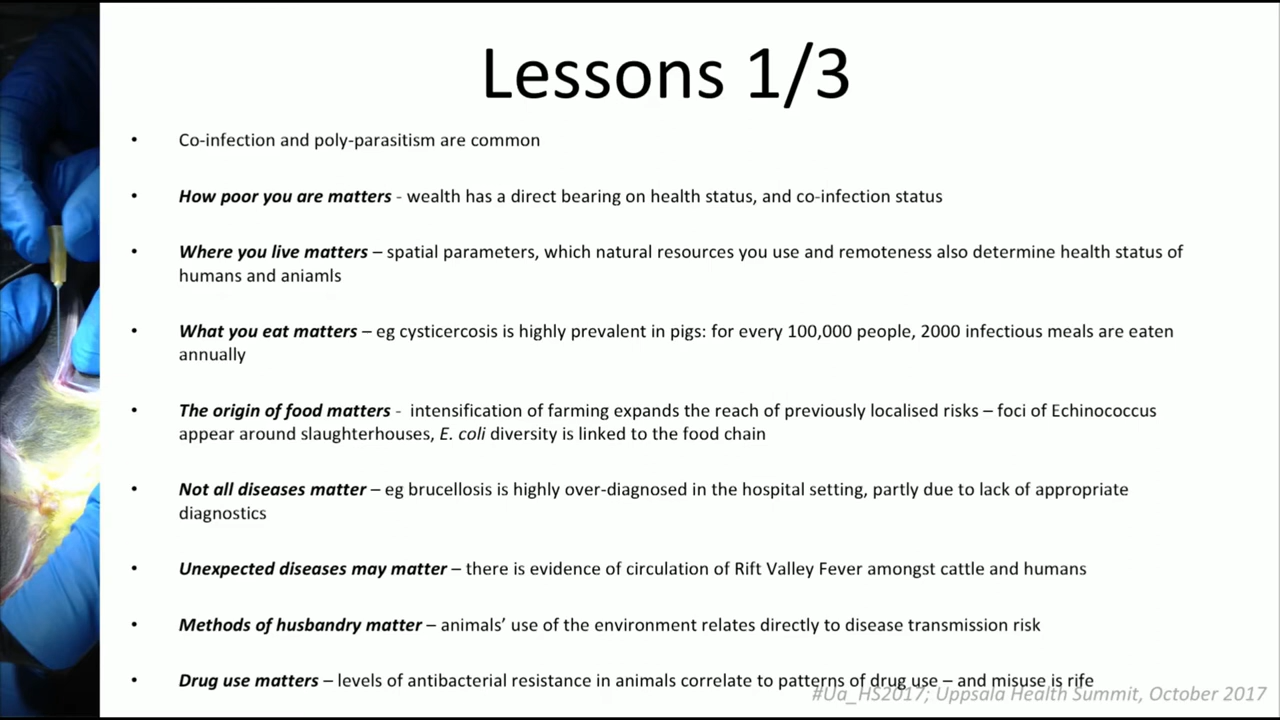 Lessons 1/3
• Co-infection and poly-parasitism are common
• How poor you are matters - wealth has a direct bearing on health status, and co-infection status
• Where you live matters – spatial parameters, which natural resources you use and remoteness also determine health status of
humans and aniamls
• What you eat matters – eg cysticercosis is highly prevalent in pigs: for every 100,000 people, 2000 infectious meals are eaten
annually
• The origin of food matters - intensification of farming expands the reach of previously localised risks – foci of Echinococcus
appear around slaughterhouses, E. coli diversity is linked to the food chain
• Not all diseases matter – eg brucellosis is highly over-diagnosed in the hospital setting, partly due to lack of appropriate
diagnostics
• Unexpected diseases may matter – there is evidence of circulation of Rift Valley Fever amongst cattle and humans
• Methods of husbandry matter – animals’ use of the environment relates directly to disease transmission risk
• Drug use matters – levels of antibacterial resistance in animals correlate to patterns of drug use – and misuse is rife
#Ua_HS2017; Uppsala Health Summit, October 2017